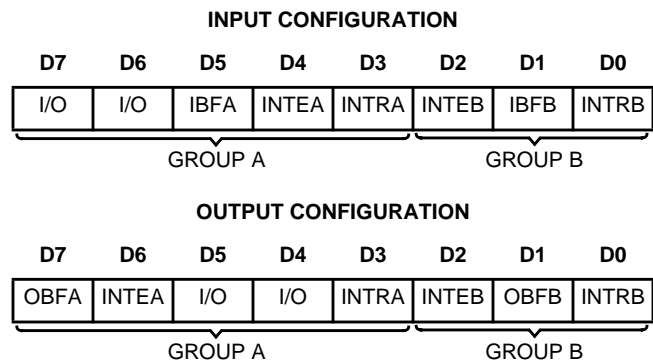 INPUT CONFIGURATION
D7 D6 D5 D4 D3 D2 D1 D0
I/O I/O IBFA INTEA INTRA INTEB IBFB INTRB
GROUP A GROUP B
OUTPUT CONFIGURATION
D7 D6 D5 D4 D3 D2 D1 D0
OBFA INTEA I/O I/O INTRA INTEB OBFB INTRB
GROUP A GROUP B